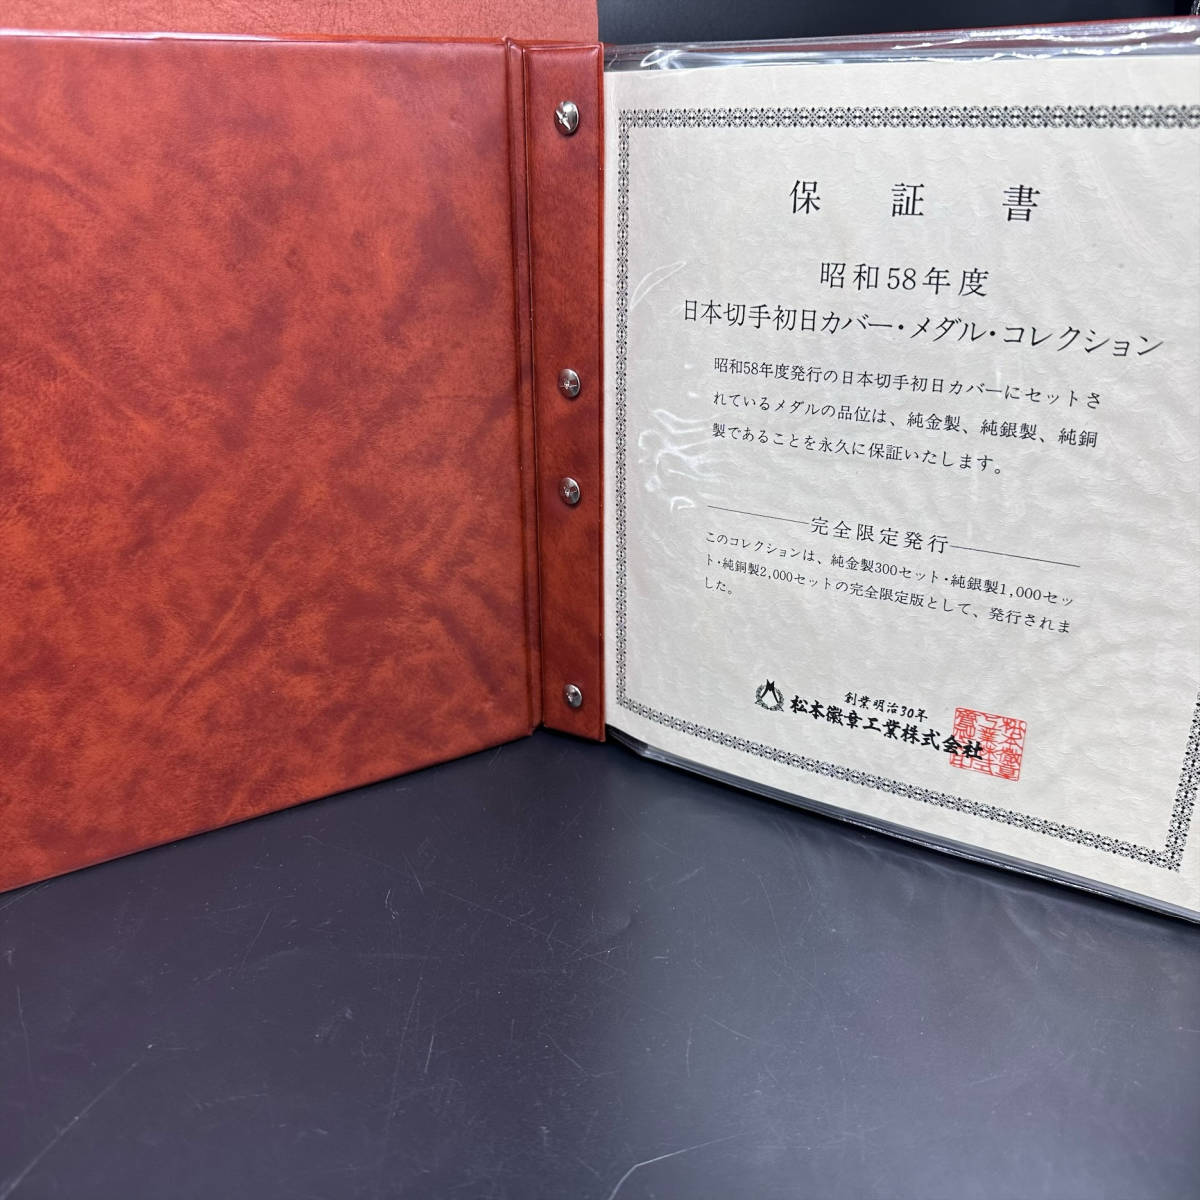 保証書
昭和58年度
日本切手初日カバー・メダル・コレクション
昭和58年度発行の日本切手初日カバーにセットさ
れているメダルの品位は、純金製、純銀製、純銅
製であることを永久に保証いたします。
完全限定発行
このコレクションは、純金製300セット・純銀製1,000セッ
ト・純銅製2,000セットの完全限定版として、発行されま
した。
創業明治30年
松本徽章工業株式会社